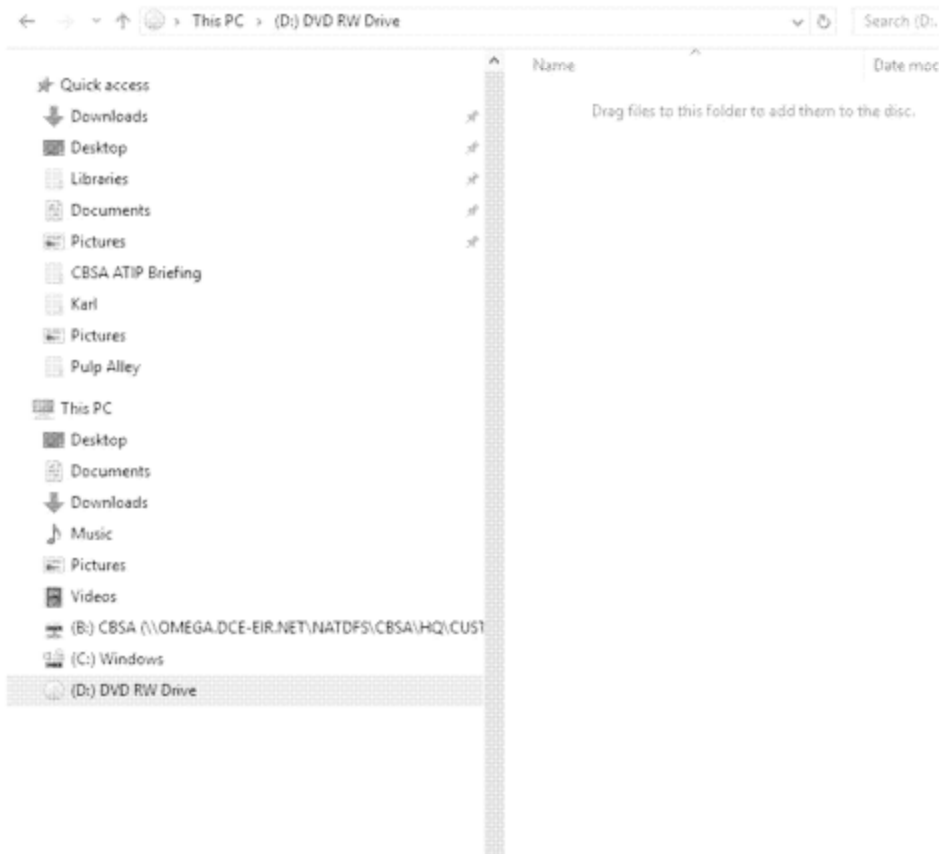 This PC > (D:) DVD RW Drive
Search (D:
Name
Date mod
Drag files to this folder to add them to the disc.
Quick access
Downloads
Desktop
Libraries
Documents
Pictures
CBSA ATIP Briefing
Karl
Pictures
Pulp Alley
This PC
Desktop
Documents
Downloads
Music
Pictures
Videos
(B:) CBSA (\\OMEGA.DCE-EIR.NET\NATDFS\CBSA\HQ\CUST
(C:) Windows
(D:) DVD RW Drive